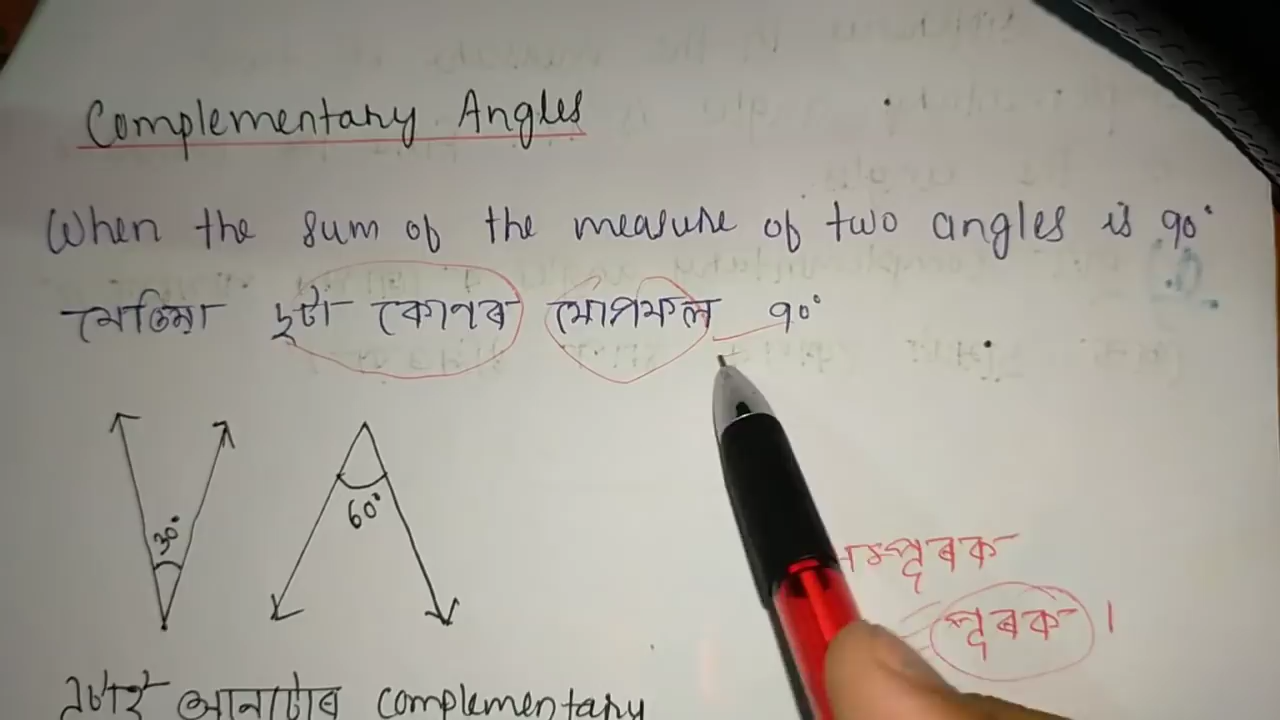 Complementary Angles
When the sum of the measure of two angles is 90°
যেতিয়া দুটা কোণৰ যোগফল 90°
30°
60°
সম্পূৰক
পূৰক ।
এটাই আনটোৰ complementary